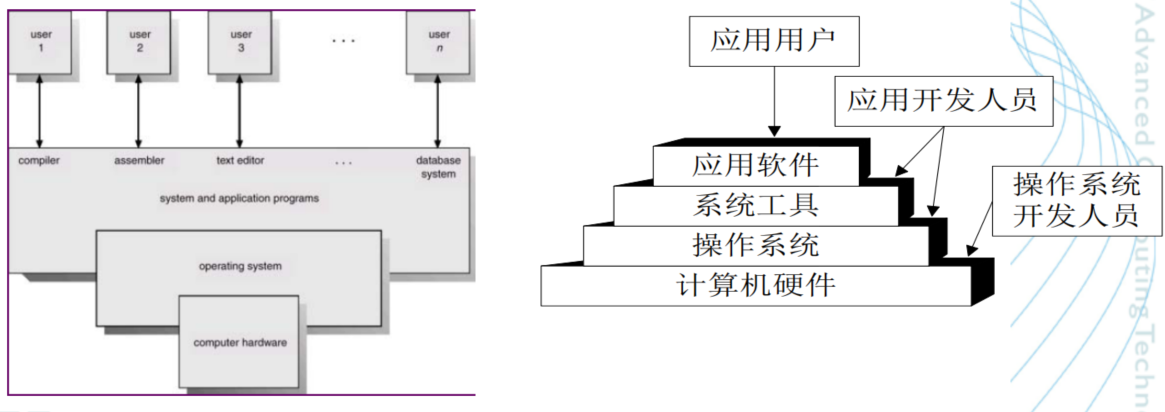 user
1
user
2
user
3
. . .
user
n
compiler
assembler
text editor
. . .
database
system
system and application programs
operating system
computer hardware
应用用户
应用开发人员
操作系统
开发人员
应用软件
系统工具
操作系统
计算机硬件
Advanced
puting Techn